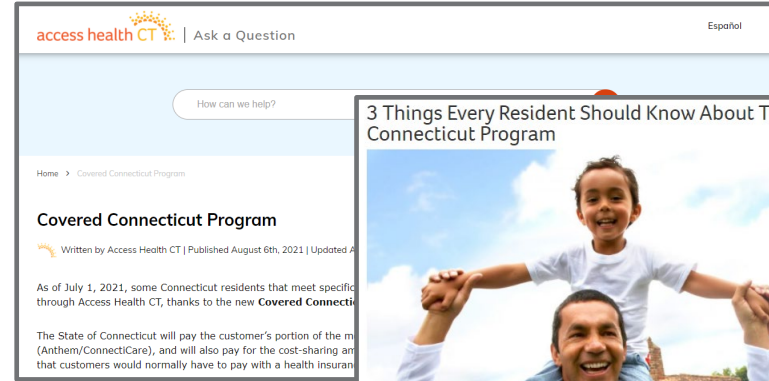 access health CT | Ask a Question
Español
How can we help?
Home > Covered Connecticut Program
Covered Connecticut Program
Written by Access Health CT | Published August 6th, 2021 | Updated
As of July 1, 2021, some Connecticut residents that meet specific
through Access Health CT, thanks to the new Covered
The State of Connecticut will pay the customer's portion of the
(Anthem/ConnectiCare), and will also pay for the cost-sharing
that customers would normally have to pay with a health
3 Things Every Resident Should Know About
Connecticut Program